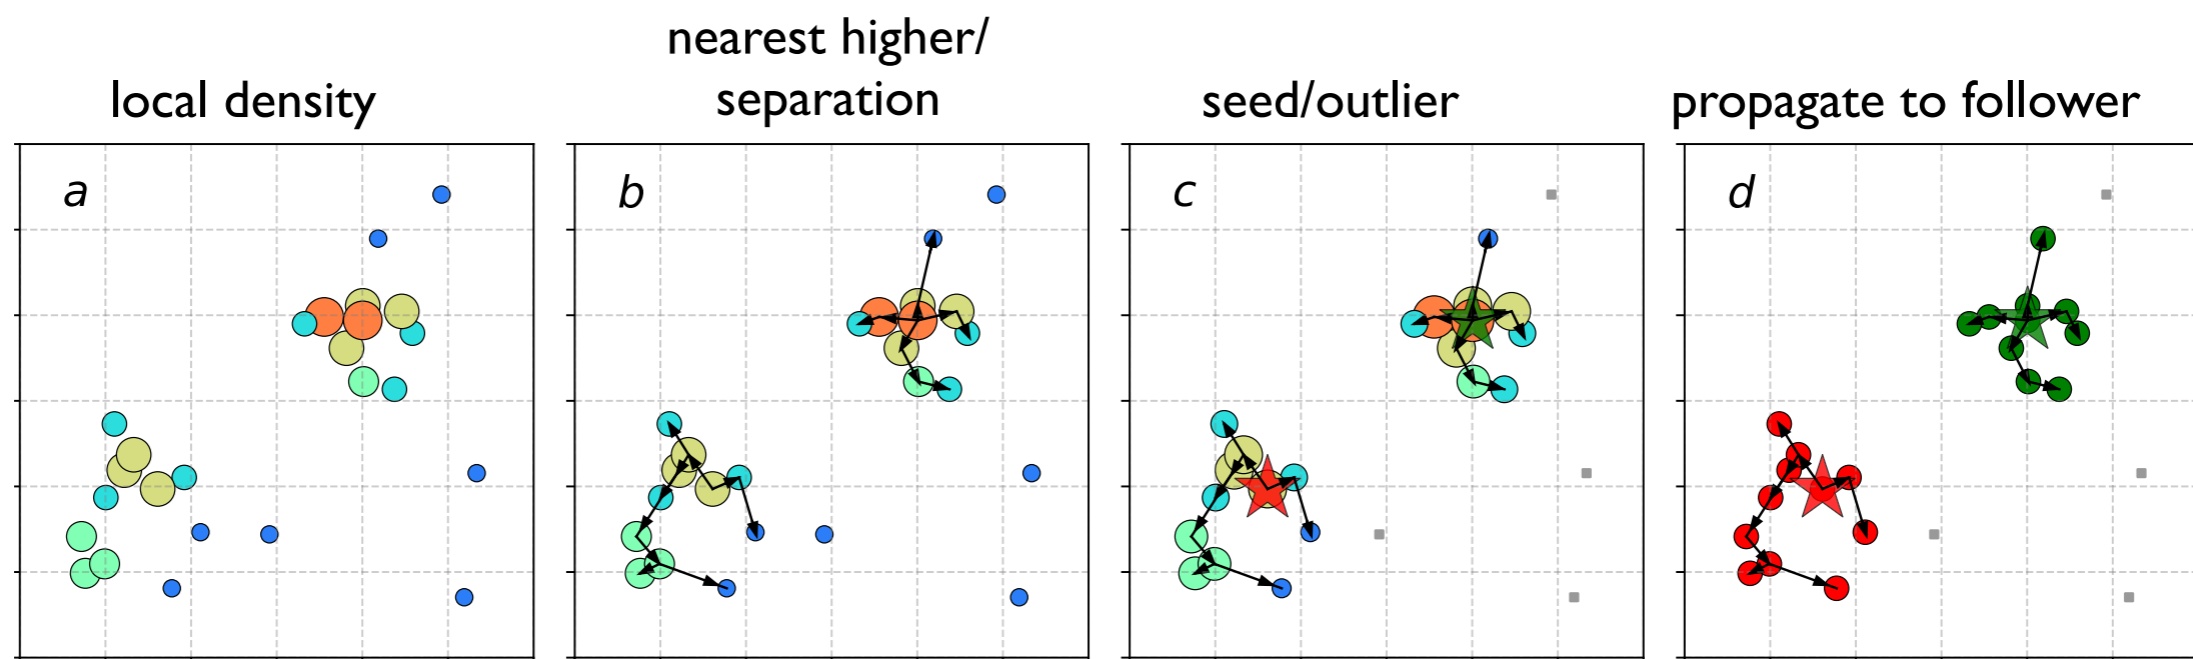 local density
nearest higher/
separation
seed/outlier
propagate to follower
a
b
c
d